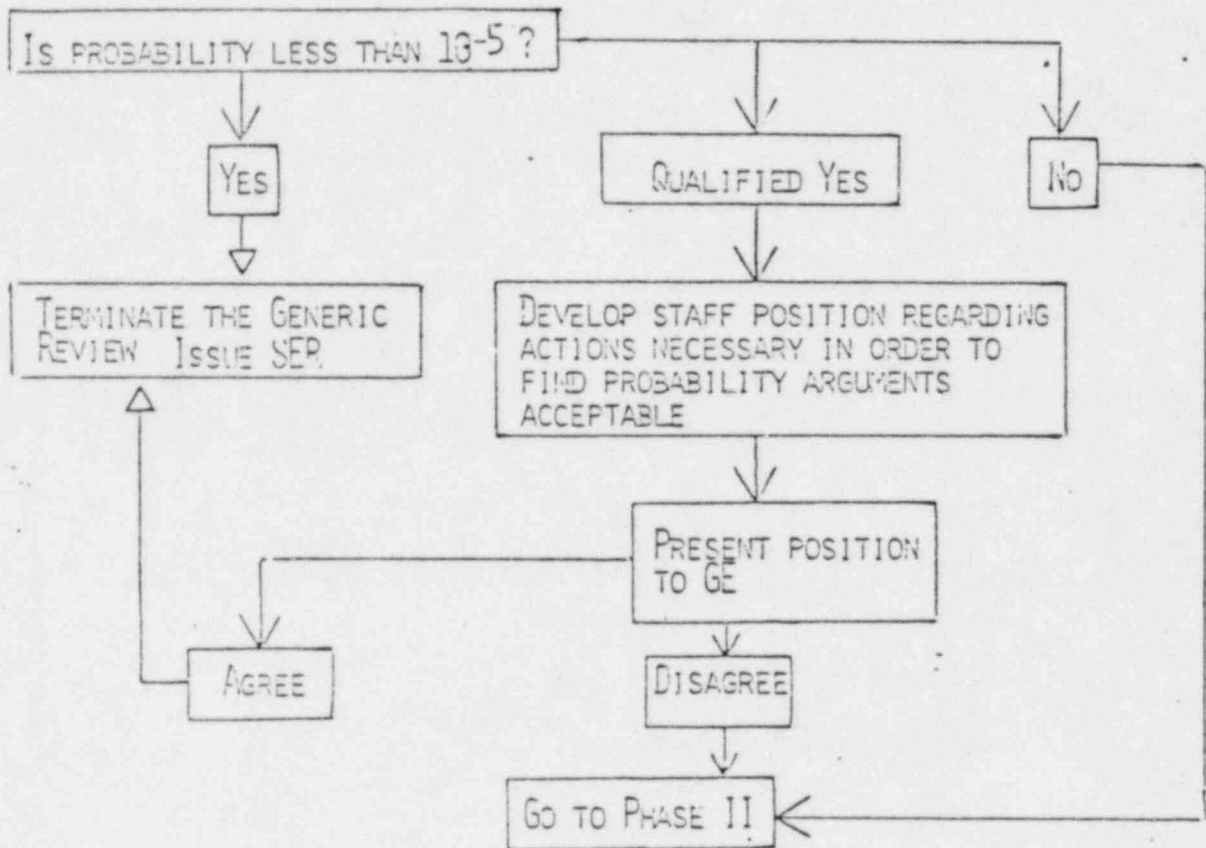 IS PROBABILITY LESS THAN 10-5 ?
YES
QUALIFIED YES
NO
TERMINATE THE GENERIC
REVIEW ISSUE SER
DEVELOP STAFF POSITION REGARDING
ACTIONS NECESSARY IN ORDER TO
FIND PROBABILITY ARGUMENTS
ACCEPTABLE
PRESENT POSITION
TO GE
AGREE
DISAGREE
GO TO PHASE II